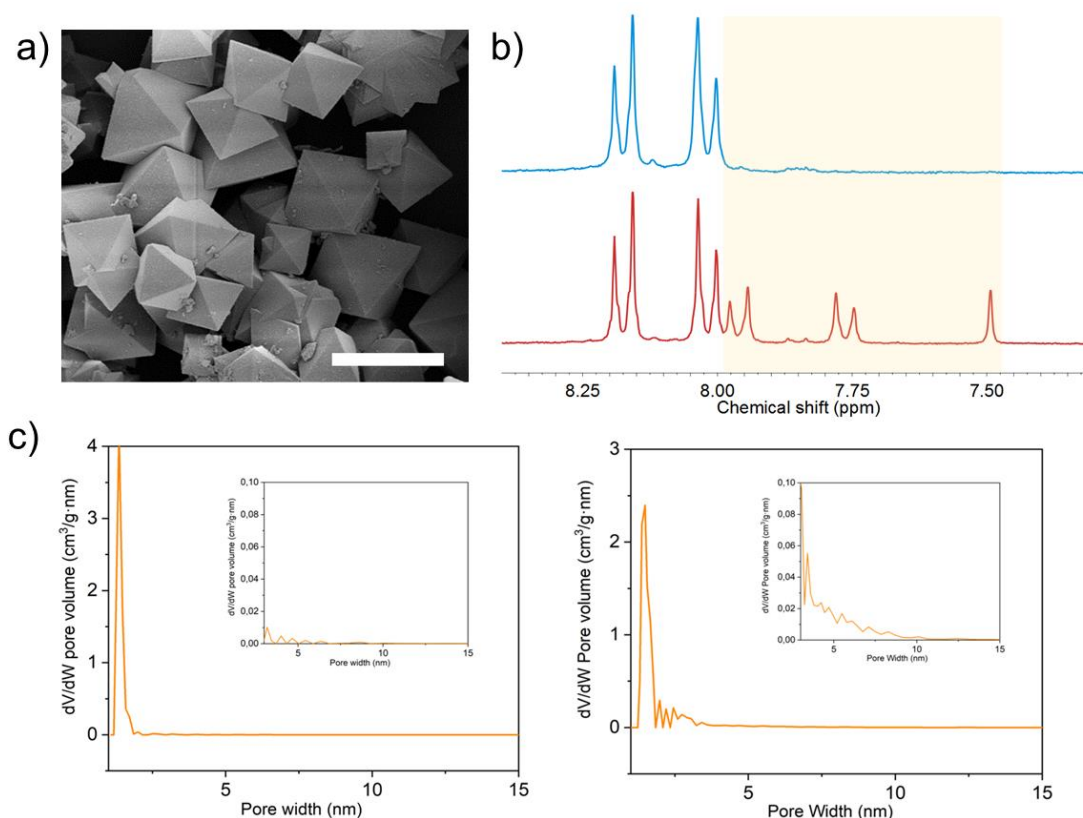 a)
b)
8.25 8.00 7.75 7.50
Chemical shift (ppm)
c)
4
3
2
1
0
dV/dW pore volume (cm³/g·nm)
5 10 15
Pore width (nm)
0,10
0,08
0,06
0,04
0,02
0,00
dV/dW pore volume (cm³/g·nm)
5 10 15
Pore width (nm)
3
2
1
0
dV/dW Pore volume (cm³/g·nm)
5 10 15
Pore Width (nm)
0,10
0,08
0,06
0,04
0,02
0,00
dV/dW Pore volume (cm³/g·nm)
5 10 15
Pore Width (nm)